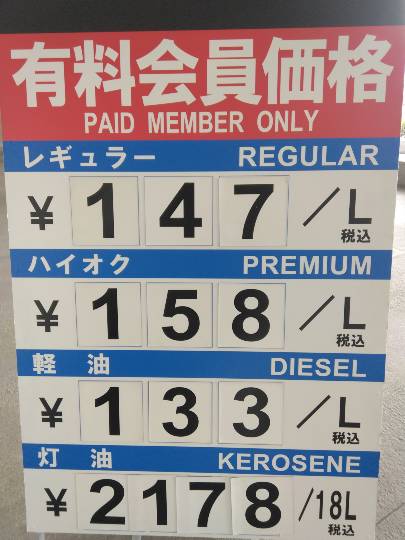 有料会員価格
PAID MEMBER ONLY
レギュラー REGULAR
¥147/L 税込
ハイオク PREMIUM
¥158/L 税込
軽油 DIESEL
¥133/L 税込
灯油 KEROSENE
¥2178/18L 税込